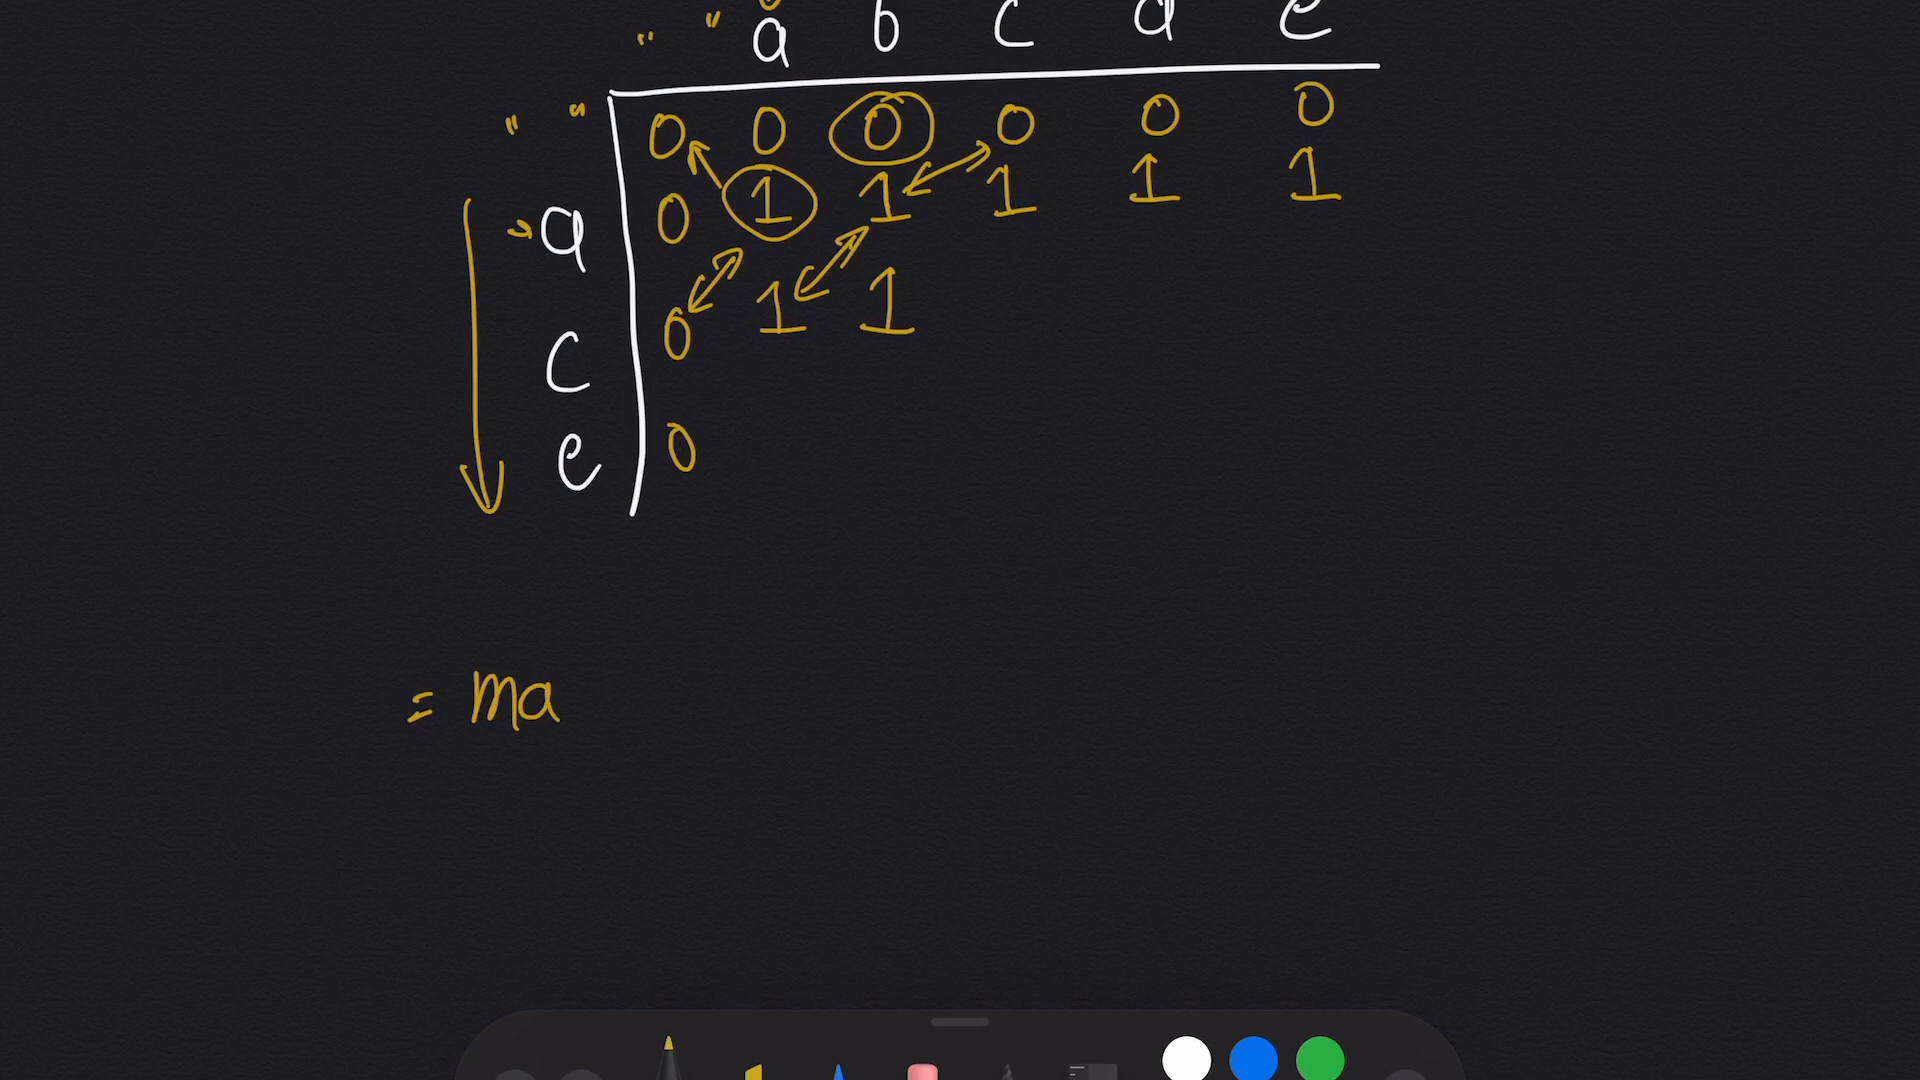 " " a b c d e
" " 0 0 0 0 0 0
a 0 1 1 1 1 1
c 0 1 1
e 0
= ma